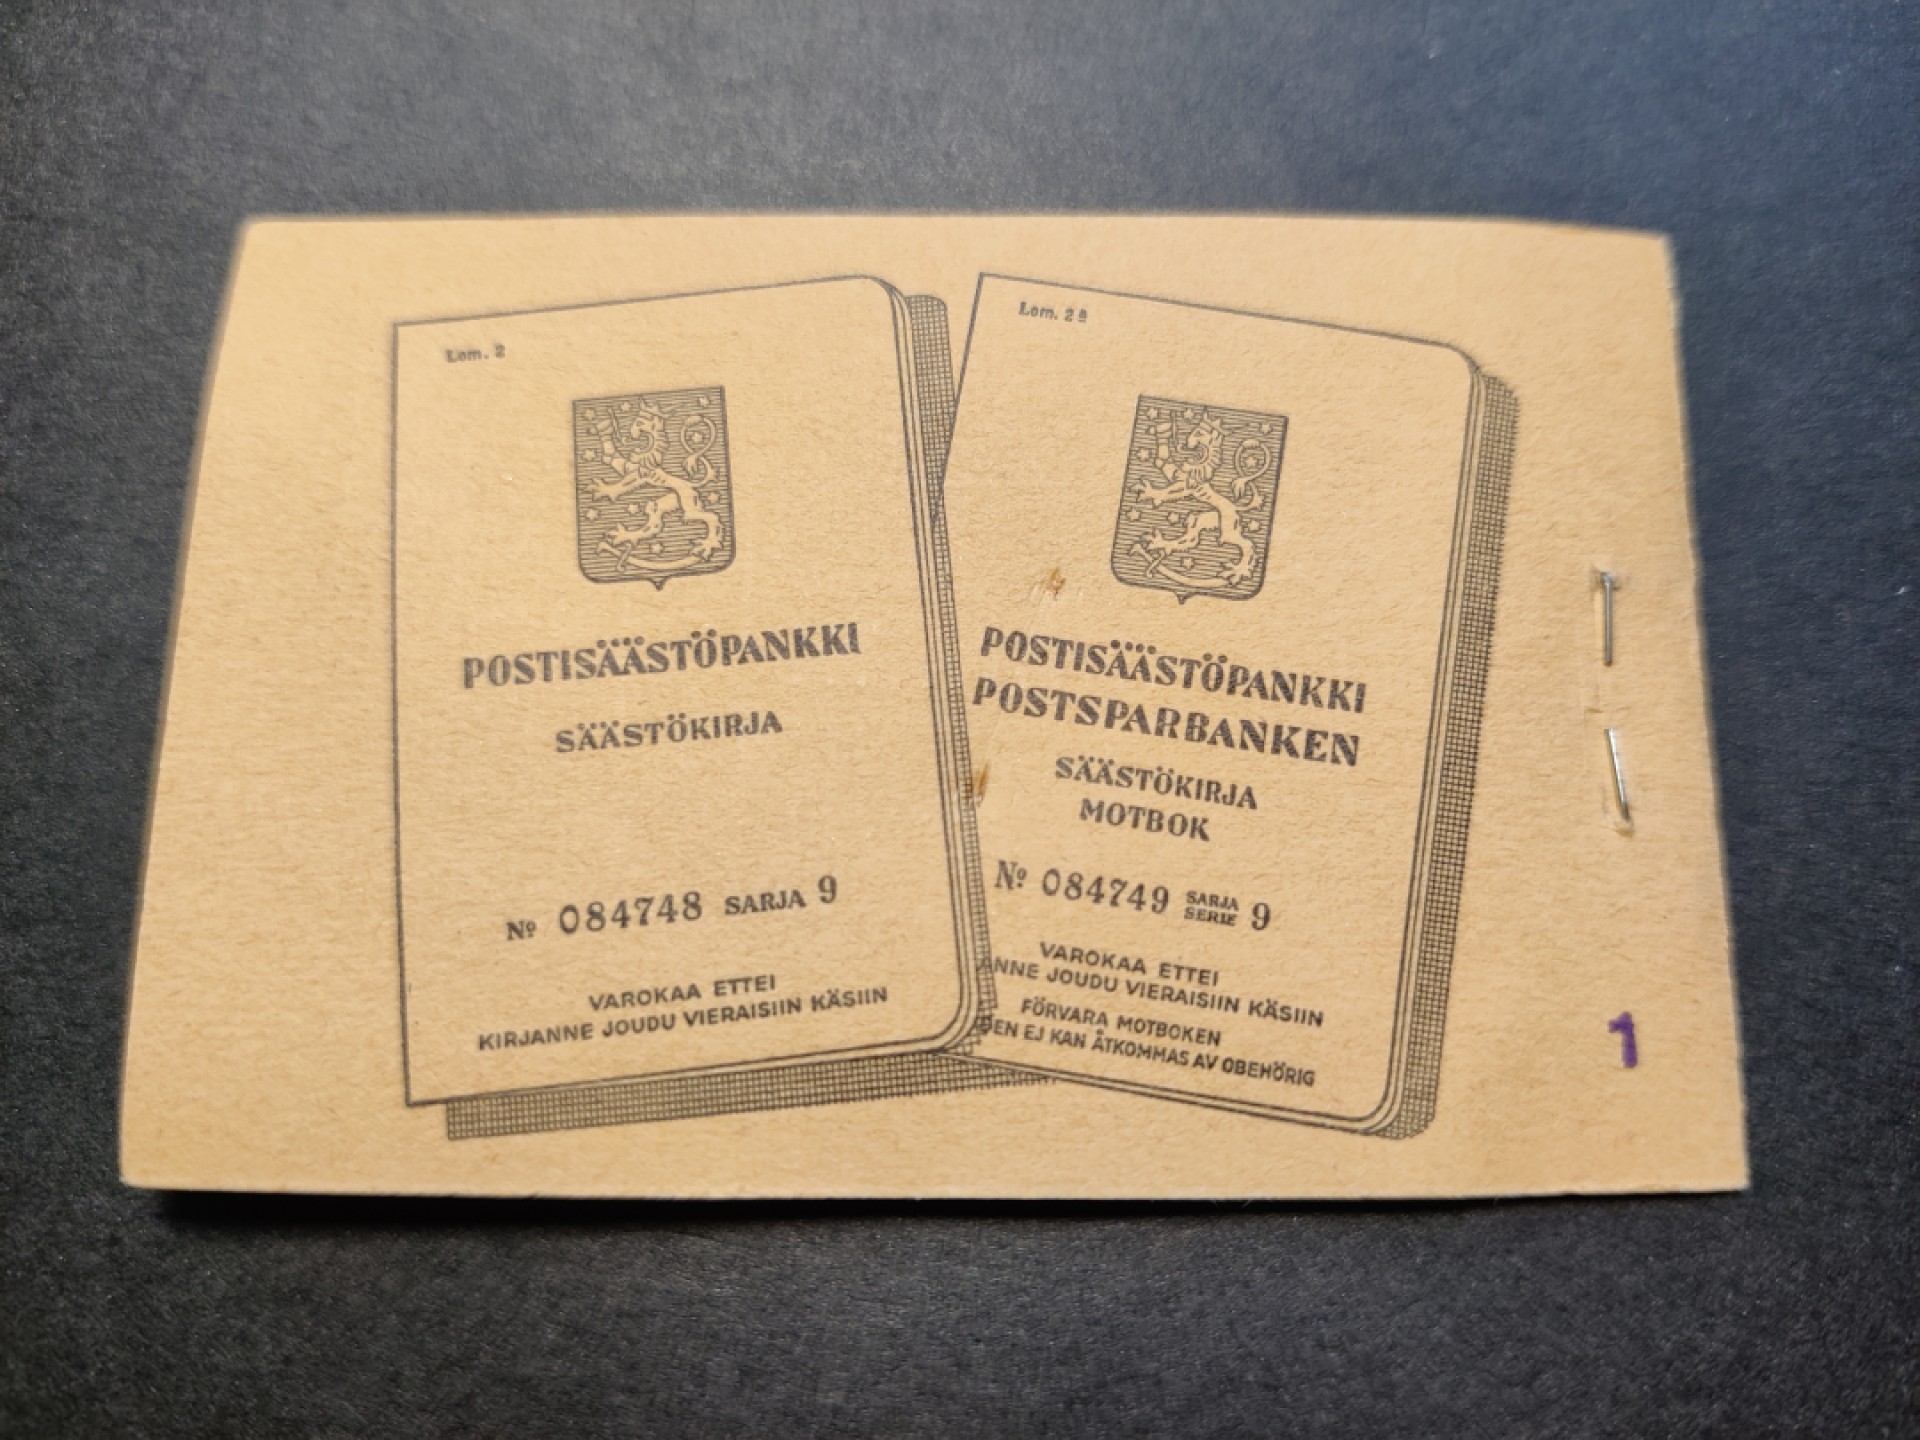 Lom. 2
POSTISÄÄSTÖPANKKI
SÄÄSTÖKIRJA
Nº 084748 SARJA 9
VAROKAA ETTEI
KIRJANNE JOUDU VIERAISIIN KÄSIIN
Lom. 2 a
POSTISÄÄSTÖPANKKI
POSTSPARBANKEN
SÄÄSTÖKIRJA
MOTBOK
Nº 084749 SARJA 9
SERIE
VAROKAA ETTEI
ANNE JOUDU VIERAISIIN KÄSIIN
FÖRVARA MOTBOKEN
DEN EJ KAN ÅTKOMMAS AV OBEHÖRIG
1